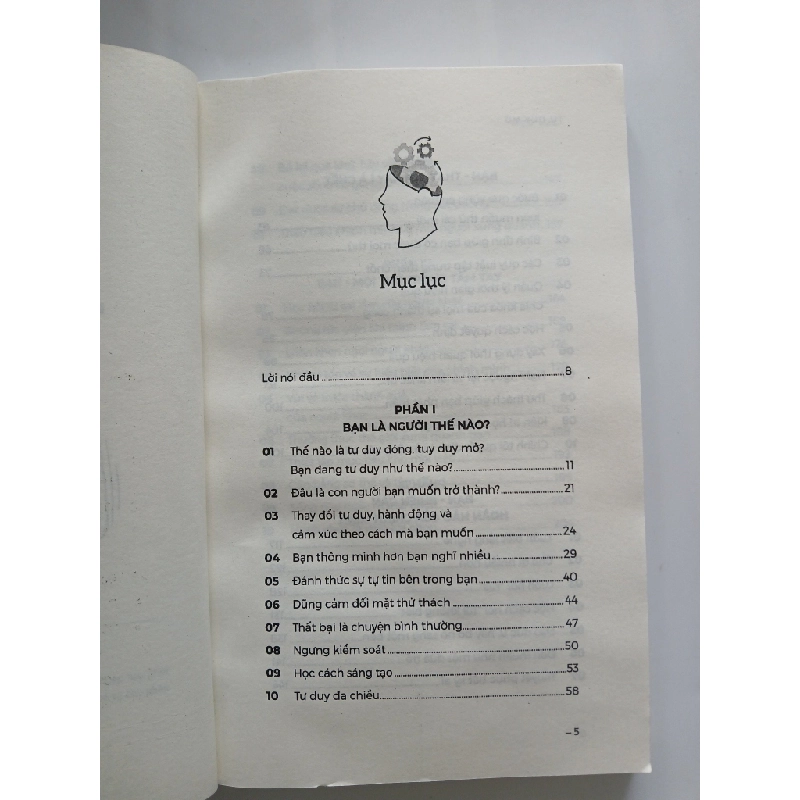 Mục lục
Lời nói đầu 8
PHẦN I
BẠN LÀ NGƯỜI THẾ NÀO?
01 Thế nào là tư duy đóng, tuy duy mở?
Bạn đang tư duy như thế nào? 11
02 Đâu là con người bạn muốn trở thành? 21
03 Thay đổi tư duy, hành động và
cảm xúc theo cách mà bạn muốn 24
04 Bạn thông minh hơn bạn nghĩ nhiều 29
05 Đánh thức sự tự tin bên trong bạn 40
06 Dũng cảm đối mặt thử thách 44
07 Thất bại là chuyện bình thường 47
08 Ngưng kiểm soát 50
09 Học cách sáng tạo 53
10 Tư duy đa chiều 58
– 5